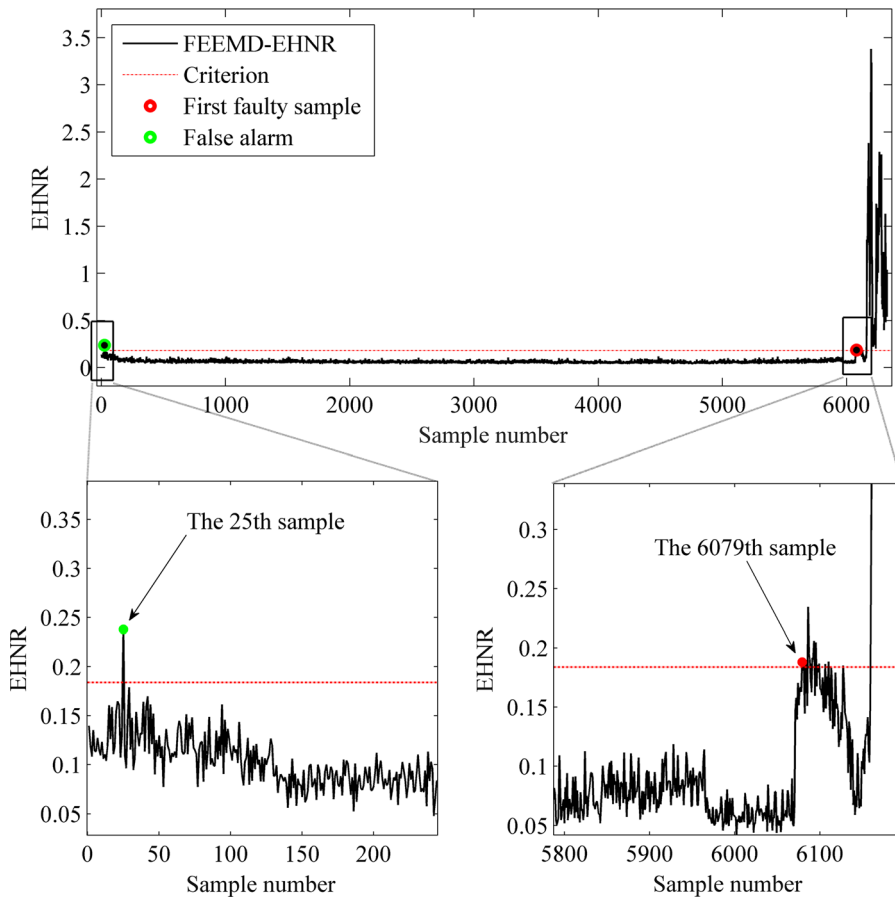 3.5
3
2.5
2
1.5
1
0.5
0
EHNR
FEEMD-EHNR
Criterion
First faulty sample
False alarm
0 1000 2000 3000 4000 5000 6000
Sample number
0.35
0.3
0.25
0.2
0.15
0.1
0.05
EHNR
The 25th sample
0 50 100 150 200
Sample number
0.3
0.25
0.2
0.15
0.1
0.05
EHNR
The 6079th sample
5800 5900 6000 6100
Sample number